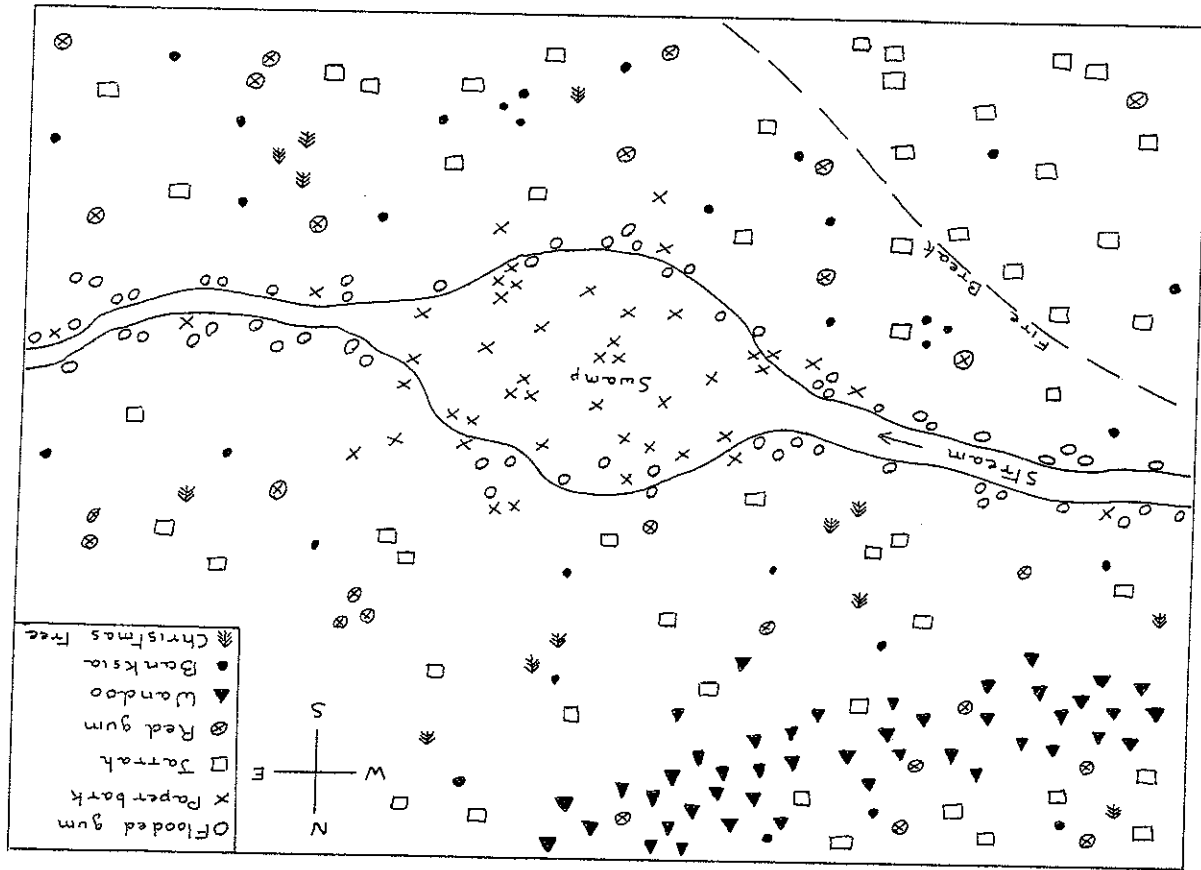 Flooded gum
Paper bark
Jarrah
Red gum
Wandoo
Banksia
Christmas Tree
N
W E
S
Stream
Swamp
Fire Break